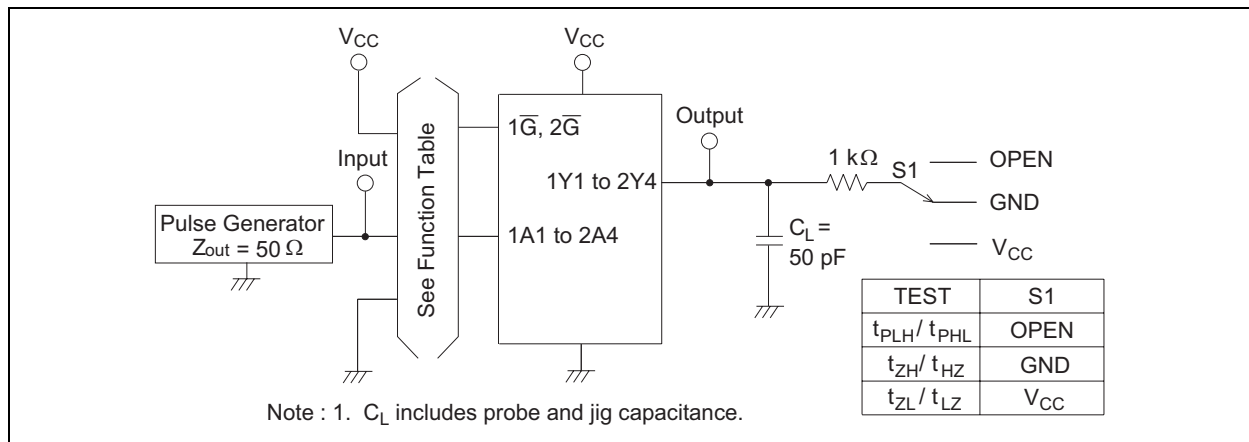 VCC
VCC
Input
Output
Pulse Generator
Zout = 50 Ω
See Function Table
1G̅, 2G̅
1Y1 to 2Y4
1A1 to 2A4
1 kΩ
S1
OPEN
GND
VCC
CL =
50 pF
TEST S1
tPLH/ tPHL OPEN
tZH/ tHZ GND
tZL / tLZ VCC
Note : 1. CL includes probe and jig capacitance.